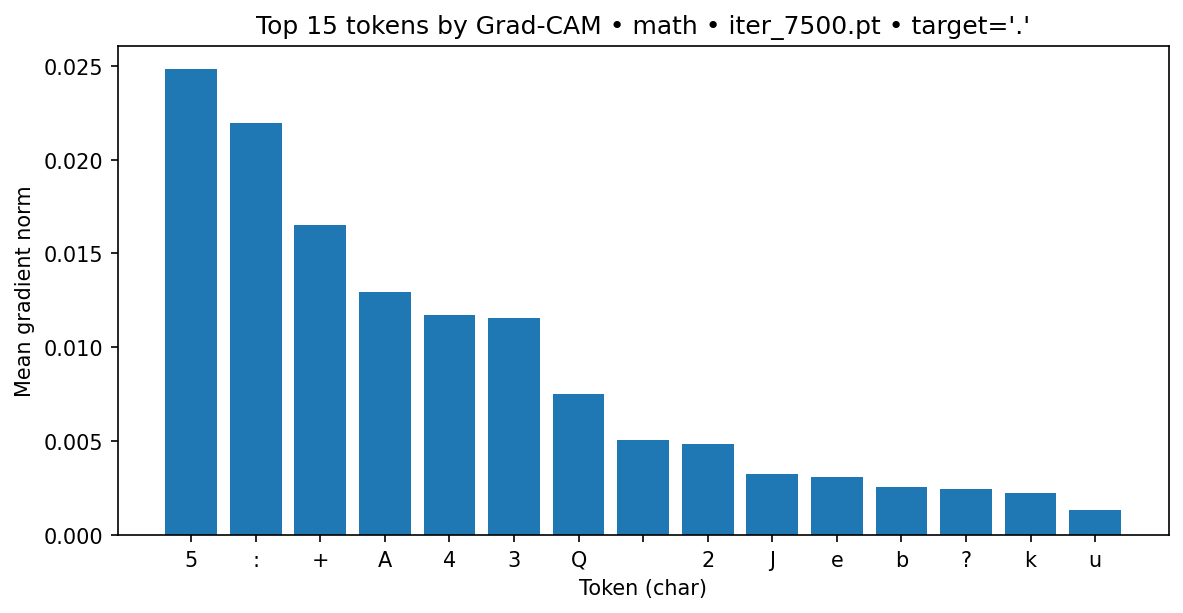 Top 15 tokens by Grad-CAM • math • iter_7500.pt • target='.'
0.025
0.020
0.015
0.010
0.005
0.000
Mean gradient norm
5 : + A 4 3 Q 2 J e b ? k u
Token (char)